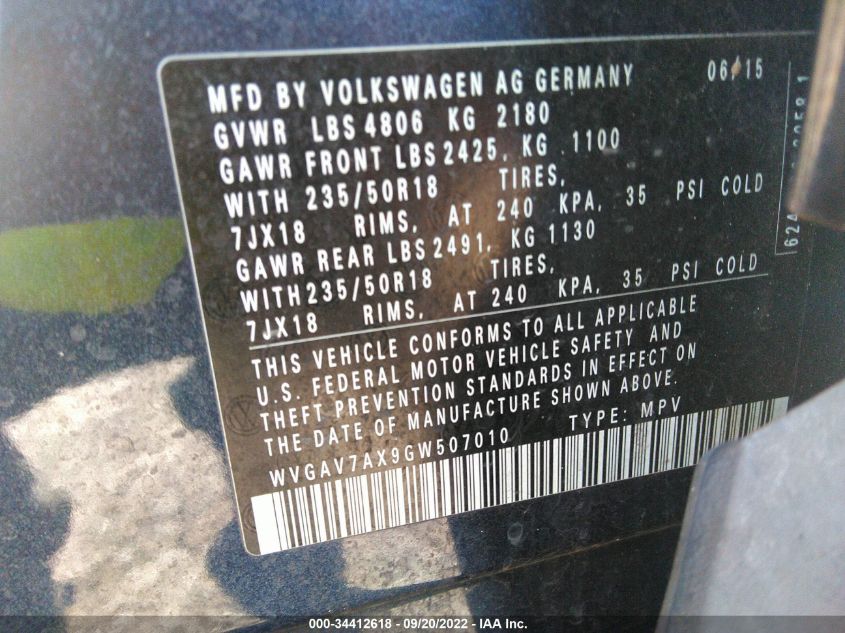 MFD BY VOLKSWAGEN AG GERMANY 06/15
GVWR LBS 4806 KG 2180
GAWR FRONT LBS 2425, KG 1100
WITH 235/50R18 TIRES,
7JX18 RIMS, AT 240 KPA, 35 PSI COLD
GAWR REAR LBS 2491, KG 1130
WITH 235/50R18 TIRES,
7JX18 RIMS, AT 240 KPA, 35 PSI COLD
THIS VEHICLE CONFORMS TO ALL APPLICABLE
U.S. FEDERAL MOTOR VEHICLE SAFETY AND
THEFT PREVENTION STANDARDS IN EFFECT ON
THE DATE OF MANUFACTURE SHOWN ABOVE.
WVGAV7AX9GW507010 TYPE: MPV
000-34412618 - 09/20/2022 - IAA Inc.